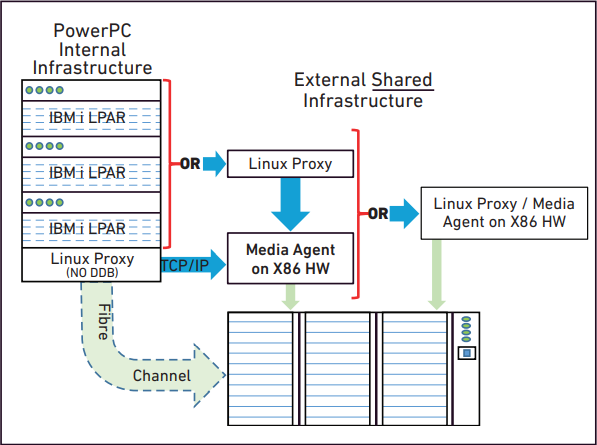 PowerPC
Internal
Infrastructure
IBM i LPAR
IBM i LPAR
IBM i LPAR
Linux Proxy
(NO DDB)
OR
TCP/IP
External Shared
Infrastructure
Linux Proxy
Media Agent
on X86 HW
OR
Linux Proxy / Media
Agent on X86 HW
Fibre
Channel